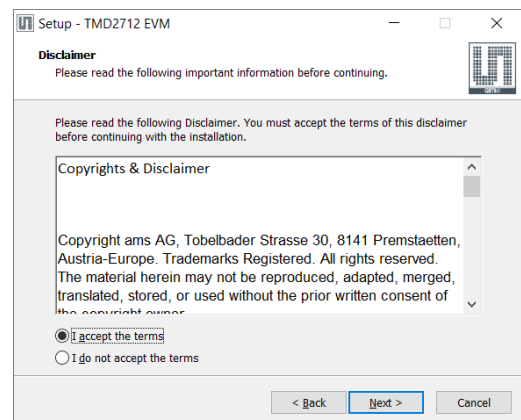 Setup - TMD2712 EVM
Disclaimer
Please read the following important information before continuing.
Please read the following Disclaimer. You must accept the terms of this disclaimer
before continuing with the installation.
Copyrights & Disclaimer
Copyright ams AG, Tobelbader Strasse 30, 8141 Premstaetten,
Austria-Europe. Trademarks Registered. All rights reserved.
The material herein may not be reproduced, adapted, merged,
translated, stored, or used without the prior written consent of
the copyright owner.
I accept the terms
I do not accept the terms
< Back
Next >
Cancel